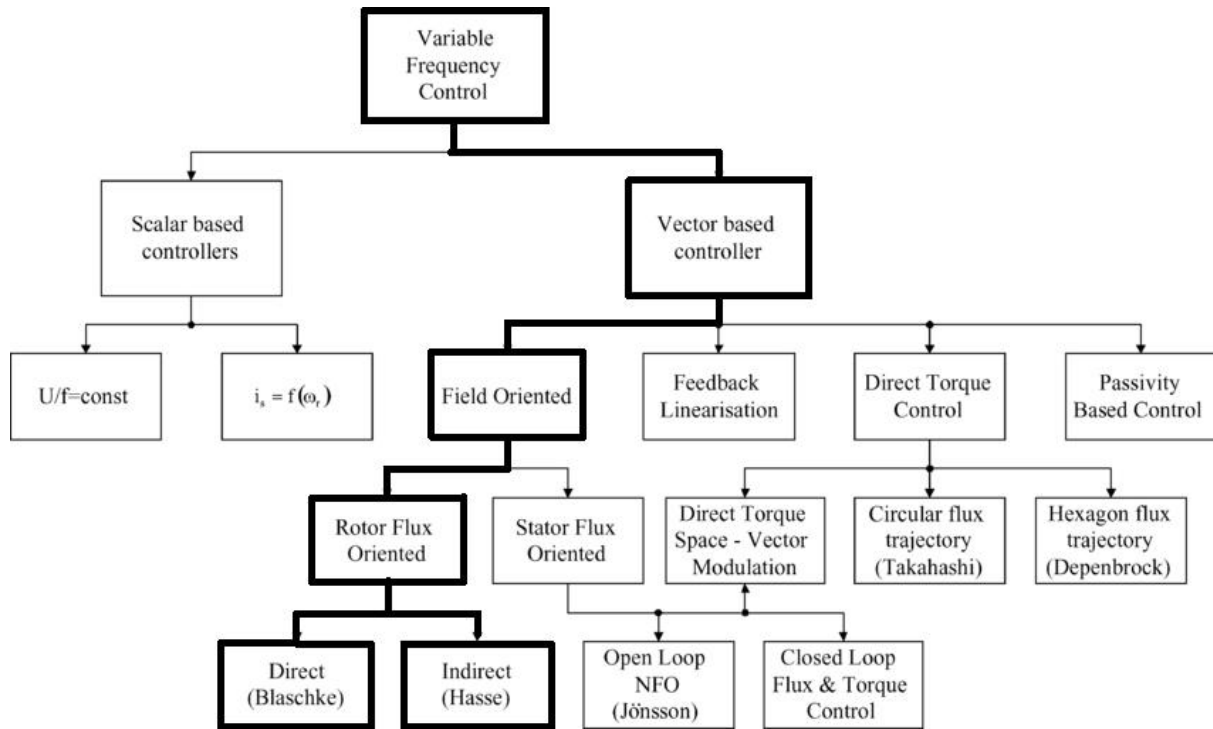 Variable
Frequency
Control
Scalar based
controllers
Vector based
controller
U/f=const
i_s = f(ω_r)
Field Oriented
Feedback
Linearisation
Direct Torque
Control
Passivity
Based Control
Rotor Flux
Oriented
Stator Flux
Oriented
Direct Torque
Space - Vector
Modulation
Circular flux
trajectory
(Takahashi)
Hexagon flux
trajectory
(Depenbrock)
Direct
(Blaschke)
Indirect
(Hasse)
Open Loop
NFO
(Jönsson)
Closed Loop
Flux & Torque
Control